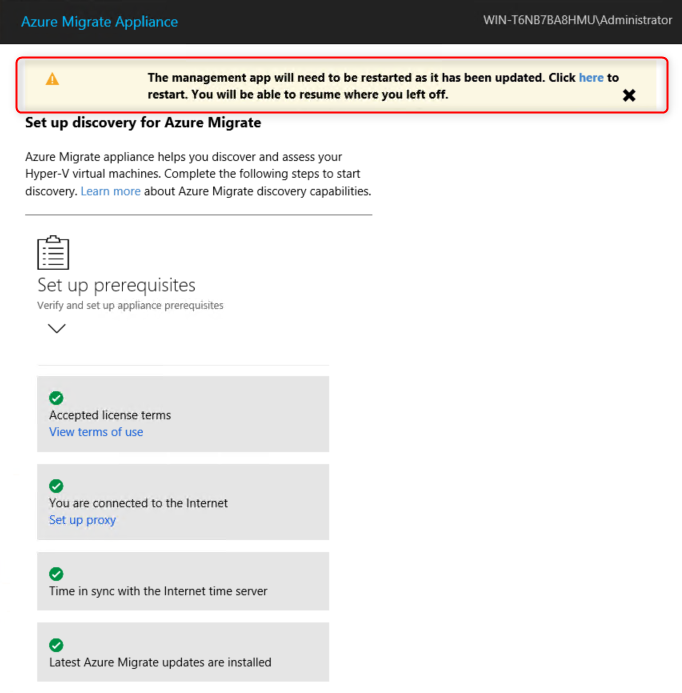 Azure Migrate Appliance
WIN-T6NB7BA8HMU\Administrator
The management app will need to be restarted as it has been updated. Click here to
restart. You will be able to resume where you left off.
Set up discovery for Azure Migrate
Azure Migrate appliance helps you discover and assess your
Hyper-V virtual machines. Complete the following steps to start
discovery. Learn more about Azure Migrate discovery capabilities.
Set up prerequisites
Verify and set up appliance prerequisites
Accepted license terms
View terms of use
You are connected to the Internet
Set up proxy
Time in sync with the Internet time server
Latest Azure Migrate updates are installed